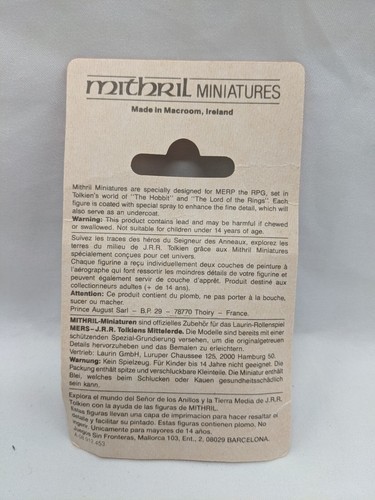 mithril MINIATURES
Made in Macroom, Ireland
Mithril Miniatures are specially designed for MERP the RPG, set in
Tolkien's world of "The Hobbit" and "The Lord of the Rings". Each
figure is coated with special spray to enhance the fine detail, which will
also serve as an undercoat.
Warning: This product contains lead and may be harmful if chewed
or swallowed. Not suitable for children under 14 years of age.
Suivez les traces des héros du Seigneur des Anneaux, explorez les
terres du milieu de J.R.R. Tolkien grâce aux Mithril Miniatures
spécialement conçues pour cet univers.
Chaque figurine a reçu individuellement deux couches de peinture à
l'aérographe qui font ressortir les moindres détails de votre figurine et
peuvent également servir de couche d'apprêt. Produit destine aux
collectionneurs adultes (+ de 14 ans).
Attention: Ce produit contient du plomb, ne pas porter à la bouche,
sucer ou macher.
Prince August Sarl – B.P. 29 – 78770 Thoiry – France.
MITHRIL-Miniaturen sind offizielles Zubehör für das Laurin-Rollenspiel
MERS–J.R.R. Tolkiens Mittelerde. Die Modelle sind bereits mit einer
schützenden Spezial-Grundierung versehen, um die originalgetreuen
Details hervorzuheben und das Bemalen zu erleichtern.
Vertrieb: Laurin GmbH, Luruper Chaussee 125, 2000 Hamburg 50.
Warnung: Kein Spielzeug. Für Kinder bis 14 Jahre nicht geeignet. Die
Packung enthält spitze und verschluckbare Kleinteile. Die Miniatur enthält
Blei, welches beim Schlucken oder Kauen gesundheitsschädlich
sein kann.
Explora el mundo del Señor de los Anillos y la Tierra Media de J.R.R.
Tolkien con la ayuda de las figuras de MITHRIL.
Estas figuras llevan una capa de imprimacion para hacer resaltar el
detalle y facilitar su pintado. Estas figuras contienen plomo. No
ingerir. Unicamente para mayores de 14 años.
Juegos Sin Fronteras, Mallorca 103, Ent., 2, 08029 BARCELONA.